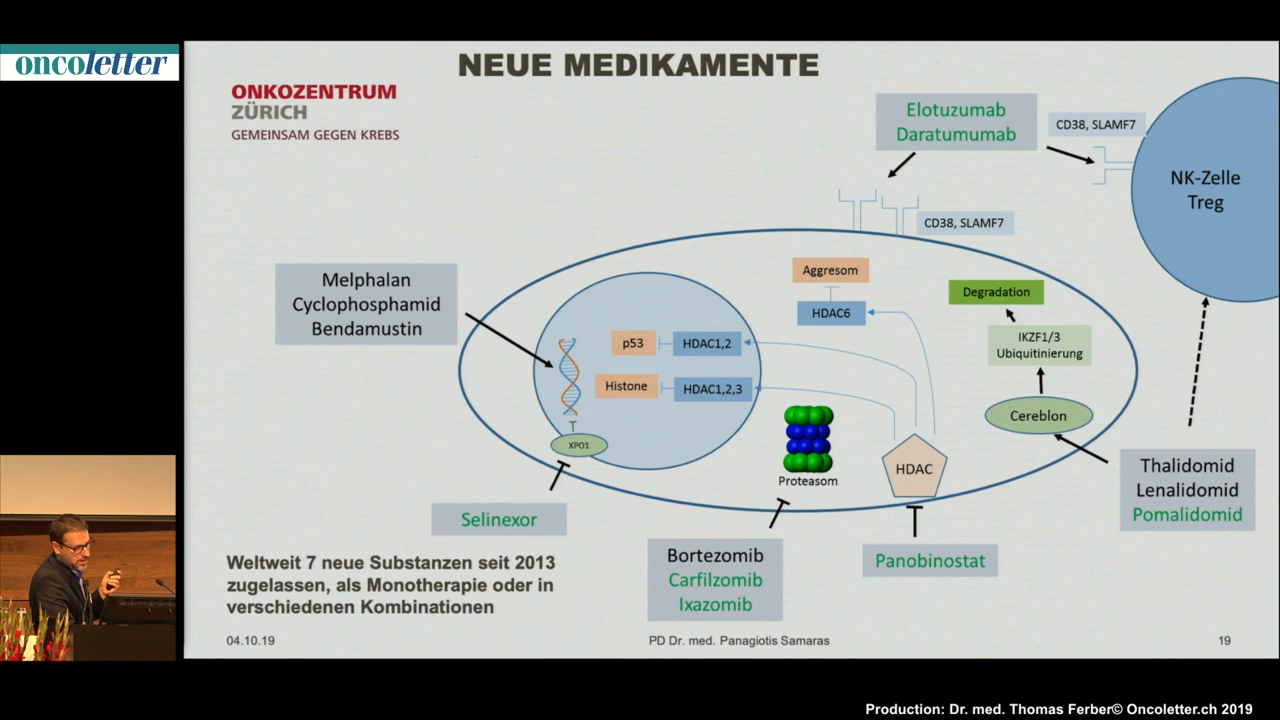 oncoletter
NEUE MEDIKAMENTE
ONKOZENTRUM
ZÜRICH
GEMEINSAM GEGEN KREBS
Elotuzumab
Daratumumab
CD38, SLAMF7
NK-Zelle
Treg
CD38, SLAMF7
Melphalan
Cyclophosphamid
Bendamustin
Aggresom
HDAC6
Degradation
IKZF1/3
Ubiquitinierung
p53
HDAC1,2
Histone
HDAC1,2,3
Cereblon
XPO1
Proteasom
HDAC
Thalidomid
Lenalidomid
Pomalidomid
Selinexor
Bortezomib
Carfilzomib
Ixazomib
Panobinostat
Weltweit 7 neue Substanzen seit 2013
zugelassen, als Monotherapie oder in
verschiedenen Kombinationen
04.10.19
PD Dr. med. Panagiotis Samaras
19
Production: Dr. med. Thomas Ferber© Oncoletter.ch 2019